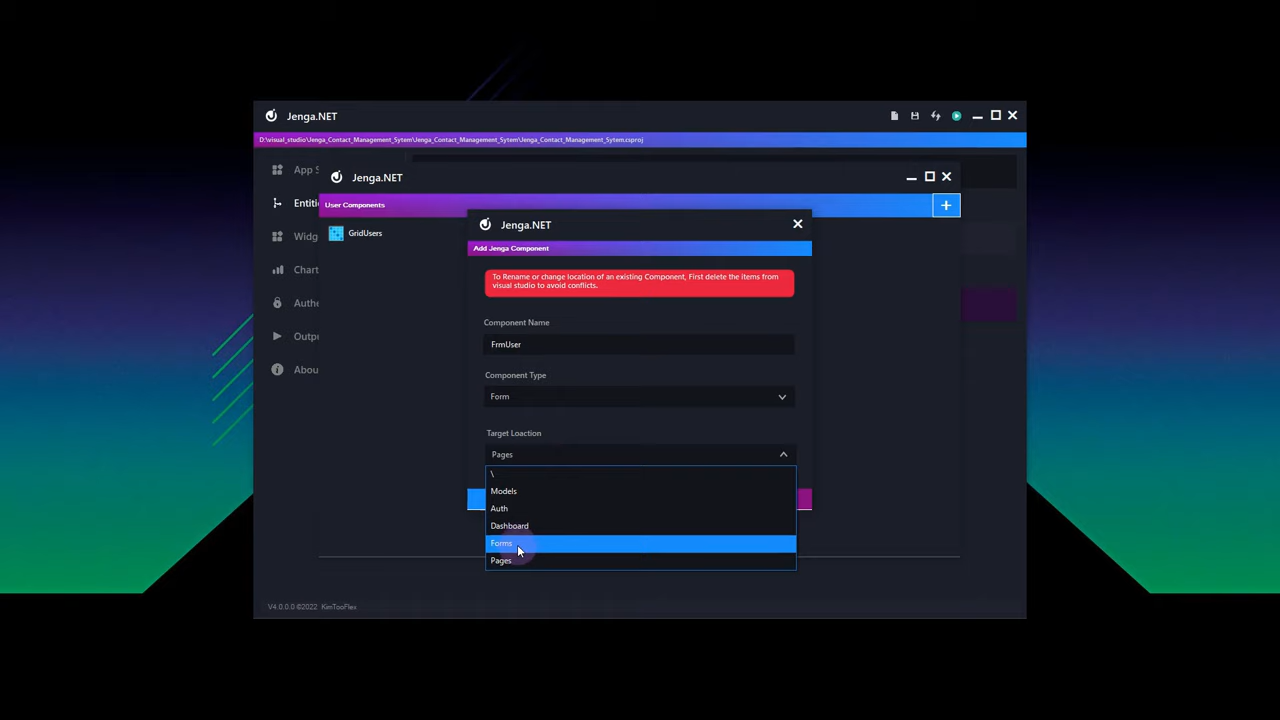 Jenga.NET
D:\visual_studio\Jenga_Contact_Management_Sytem\Jenga_Contact_Management_Sytem\Jenga_Contact_Management_Sytem.csproj
App S
Jenga.NET
Entitie
User Components
+
Widg
GridUsers
Jenga.NET
Add Jenga Component
Chart
To Rename or change location of an existing Component, First delete the items from
visual studio to avoid conflicts.
Authe
Component Name
Outpu
FrmUser
Abou
Component Type
Form
Target Loaction
Pages
\
Models
Auth
Dashboard
Forms
Pages
V4.0.0.0 ©2022 KimTooFlex